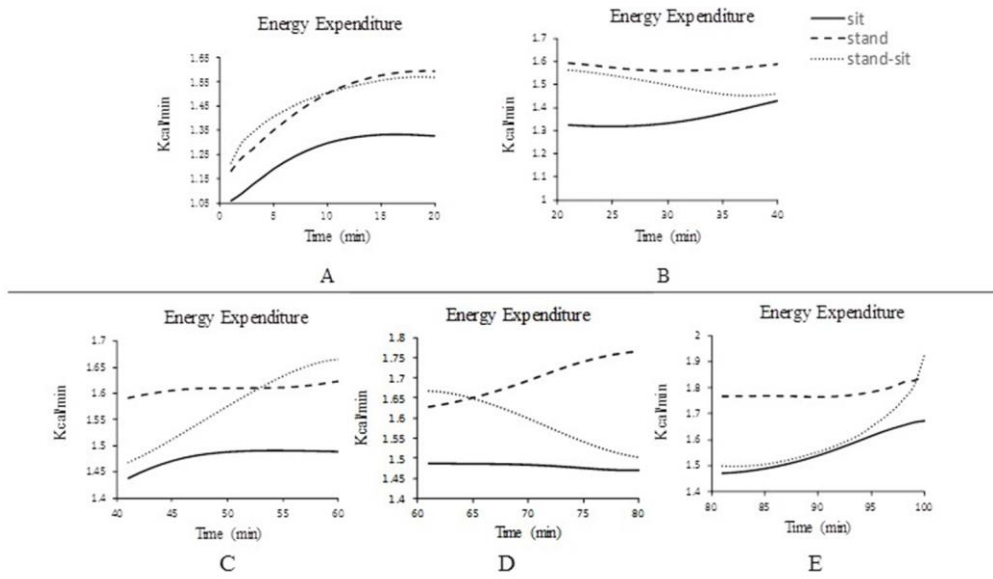 Energy Expenditure
1.65
1.55
1.45
1.35
1.25
1.15
1.05
Kcal/min
0 5 10 15 20
Time (min)
A
Energy Expenditure
1.7
1.6
1.5
1.4
1.3
1.2
1.1
1
Kcal/min
20 25 30 35 40
Time (min)
B
sit
stand
stand-sit
Energy Expenditure
1.7
1.65
1.6
1.55
1.5
1.45
1.4
Kcal/min
40 45 50 55 60
Time (min)
C
Energy Expenditure
1.8
1.75
1.7
1.65
1.6
1.55
1.5
1.45
1.4
Kcal/min
60 65 70 75 80
Time (min)
D
Energy Expenditure
2
1.9
1.8
1.7
1.6
1.5
1.4
Kcal/min
80 85 90 95 100
Time (min)
E